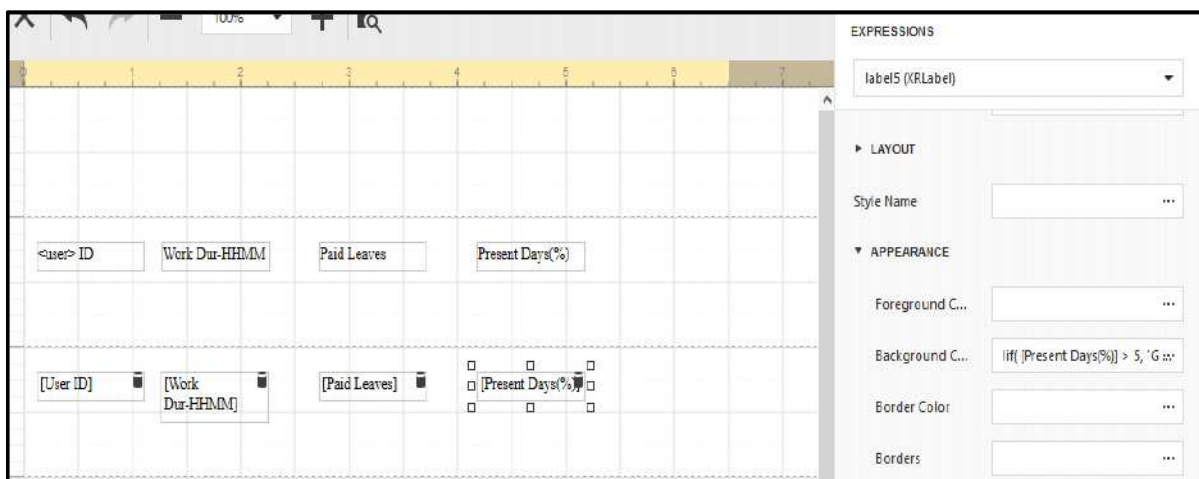 100%
EXPRESSIONS
label5 (XRLabel)
0 1 2 3 4 5 6 7
LAYOUT
Style Name
<user> ID Work Dur-HHMM Paid Leaves Present Days(%)
APPEARANCE
Foreground C...
Background C... Iif( [Present Days(%)] > 5, 'G
[User ID] [Work [Paid Leaves] [Present Days(%)]
Dur-HHMM]
Border Color
Borders